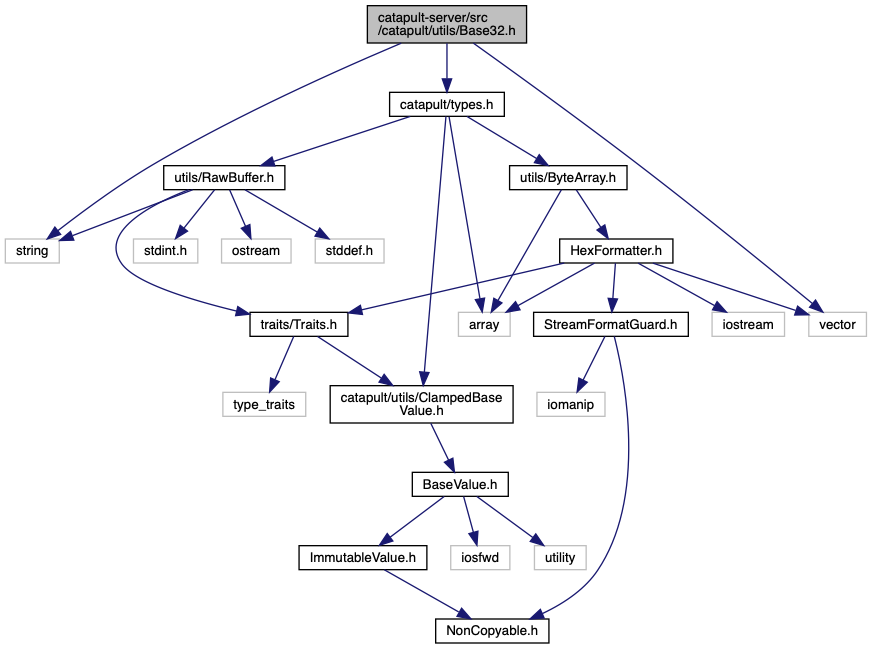 catapult-server/src
/catapult/utils/Base32.h
catapult/types.h
utils/RawBuffer.h
utils/ByteArray.h
string
stdint.h
ostream
stddef.h
HexFormatter.h
traits/Traits.h
array
StreamFormatGuard.h
iostream
vector
type_traits
catapult/utils/ClampedBase
Value.h
iomanip
BaseValue.h
ImmutableValue.h
iosfwd
utility
NonCopyable.h